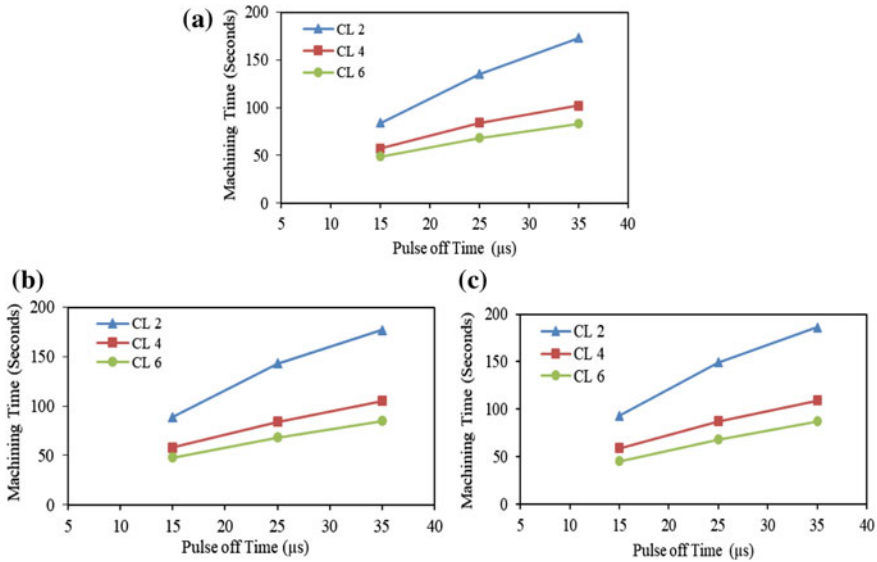 (a)
200
150
100
50
0
Machining Time (Seconds)
CL 2
CL 4
CL 6
5 10 15 20 25 30 35 40
Pulse off Time (µs)
(b)
200
150
100
50
0
Machining Time (Seconds)
CL 2
CL 4
CL 6
5 10 15 20 25 30 35 40
Pulse off Time (µs)
(c)
200
150
100
50
0
Machining Time (Seconds)
CL 2
CL 4
CL 6
5 10 15 20 25 30 35 40
Pulse off Time (µs)